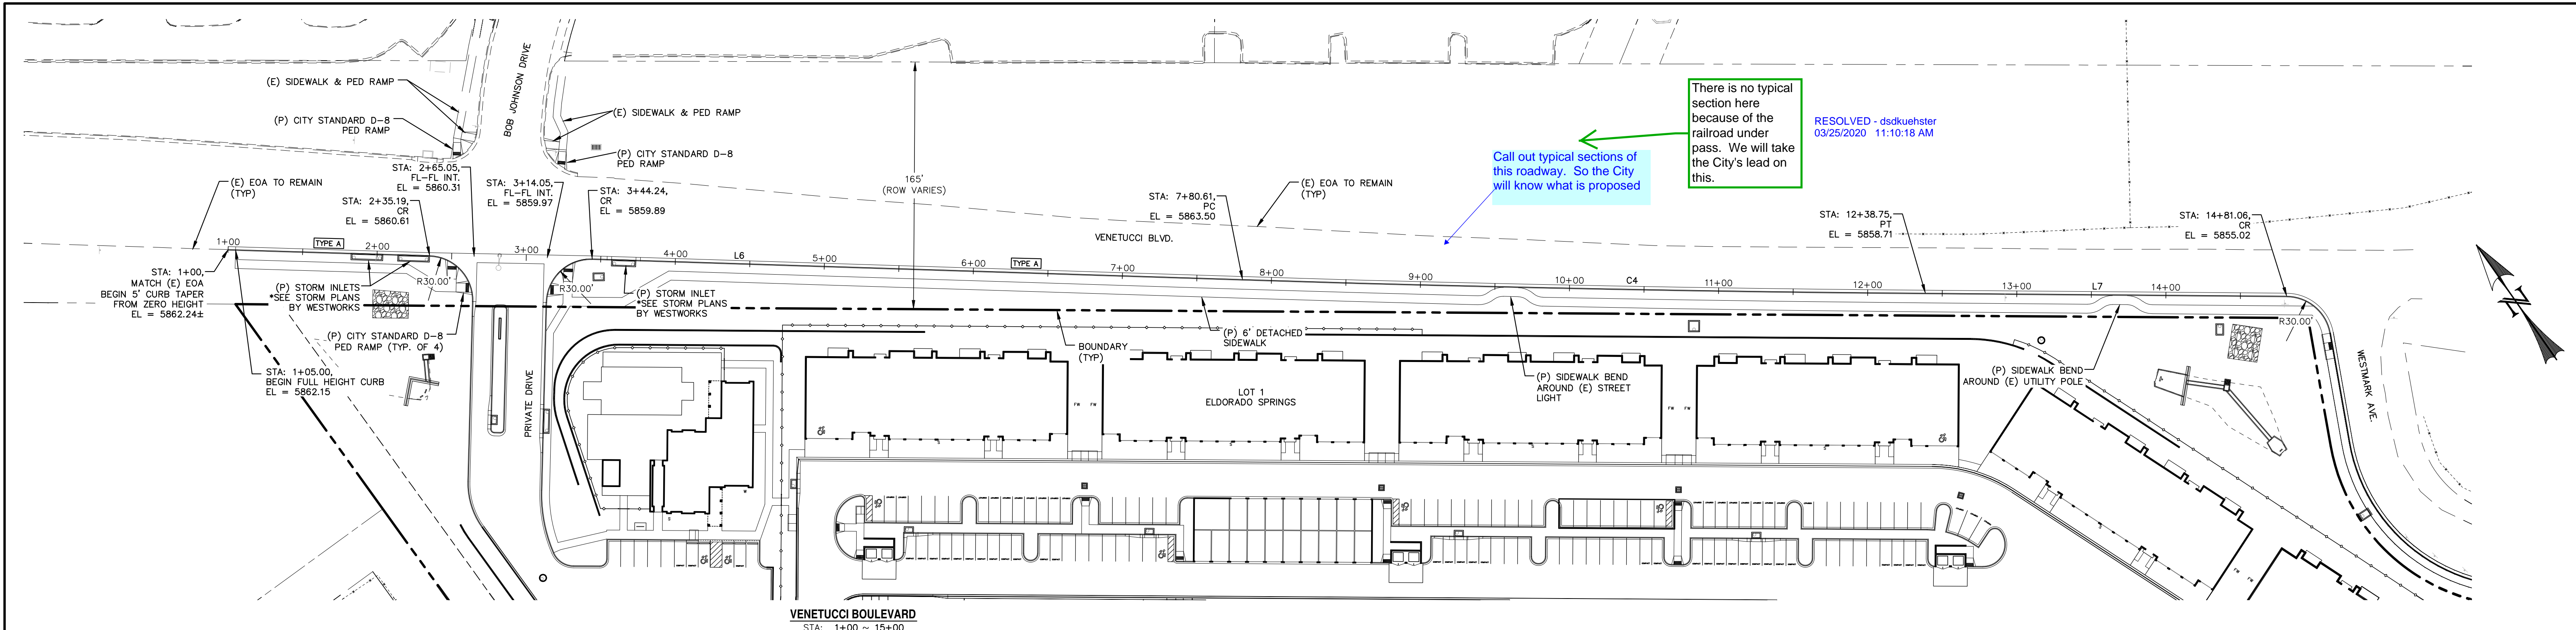 (E) SIDEWALK & PED RAMP
(P) CITY STANDARD D-8
PED RAMP
BOB JOHNSON DRIVE
(E) SIDEWALK & PED RAMP
(P) CITY STANDARD D-8
PED RAMP
165'
(ROW VARIES)
There is no typical
section here
because of the
railroad under
pass. We will take
the City's lead on
this.
RESOLVED - dsdkuehster
03/25/2020 11:10:18 AM
Call out typical sections of
this roadway. So the City
will know what is proposed
(E) EOA TO REMAIN
(TYP)
STA: 2+65.05,
FL-FL INT.
EL = 5860.31
STA: 2+35.19,
CR
EL = 5860.61
STA: 3+14.05,
FL-FL INT.
EL = 5859.97
STA: 3+44.24,
CR
EL = 5859.89
STA: 7+80.61,
PC
EL = 5863.50
(E) EOA TO REMAIN
(TYP)
VENETUCCI BLVD.
STA: 12+38.75,
PT
EL = 5858.71
STA: 14+81.06,
CR
EL = 5855.02
1+00
TYPE A
2+00
3+00
4+00
L6
5+00
6+00
TYPE A
7+00
8+00
9+00
10+00
C4
11+00
12+00
13+00
L7
14+00
STA: 1+00,
MATCH (E) EOA
BEGIN 5' CURB TAPER
FROM ZERO HEIGHT
EL = 5862.24±
(P) STORM INLETS
*SEE STORM PLANS
BY WESTWORKS
R30.00'
R30.00'
(P) STORM INLET
*SEE STORM PLANS
BY WESTWORKS
R30.00'
(P) CITY STANDARD D-8
PED RAMP (TYP. OF 4)
STA: 1+05.00,
BEGIN FULL HEIGHT CURB
EL = 5862.15
PRIVATE DRIVE
BOUNDARY
(TYP)
(P) 6' DETACHED
SIDEWALK
LOT 1
ELDORADO SPRINGS
(P) SIDEWALK BEND
AROUND (E) STREET
LIGHT
(P) SIDEWALK BEND
AROUND (E) UTILITY POLE
WESTMARK AVE.
N
FW FW
FW FW
FW FW
VENETUCCI BOULEVARD
STA: 1+00 ~ 15+00